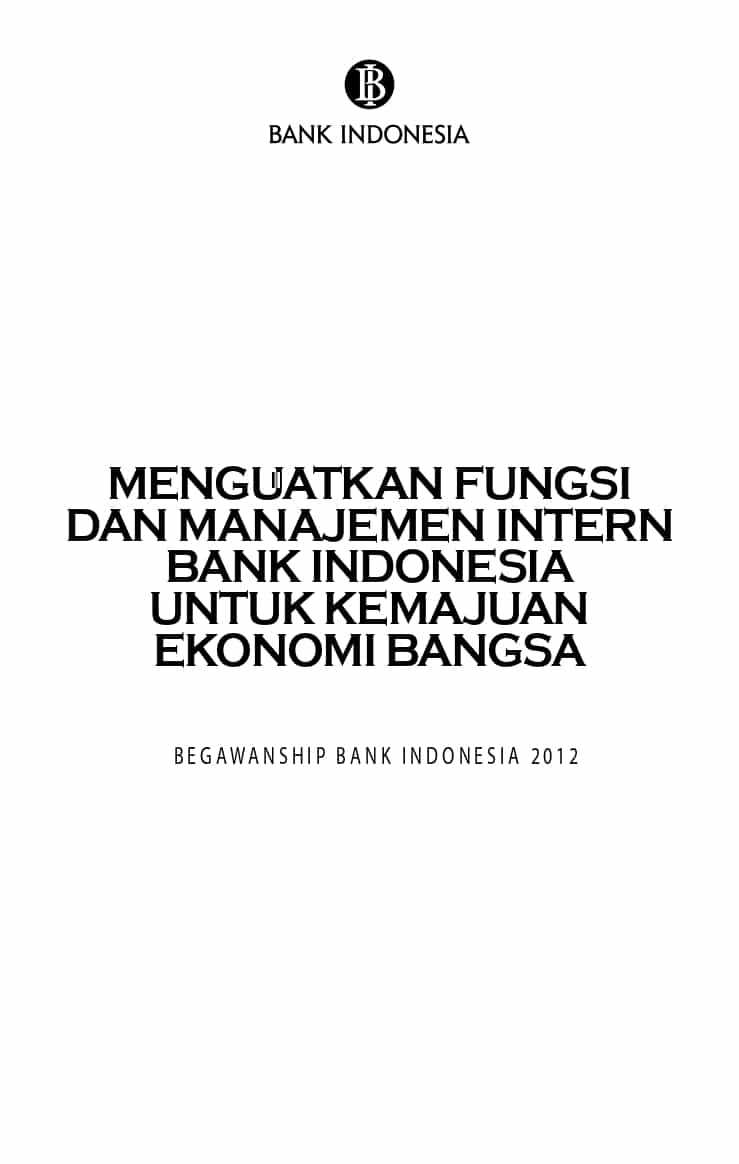 BANK INDONESIA
MENGUATKAN FUNGSI
DAN MANAJEMEN INTERN
BANK INDONESIA
UNTUK KEMAJUAN
EKONOMI BANGSA
BEGAWANSHIP BANK INDONESIA 2012